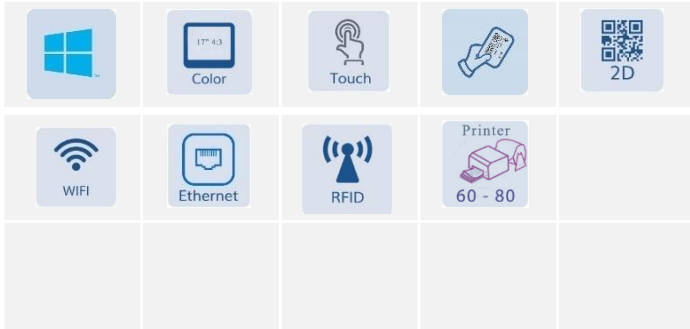 17" 4:3
Color
Touch
2D
WIFI
Ethernet
RFID
Printer
60 - 80